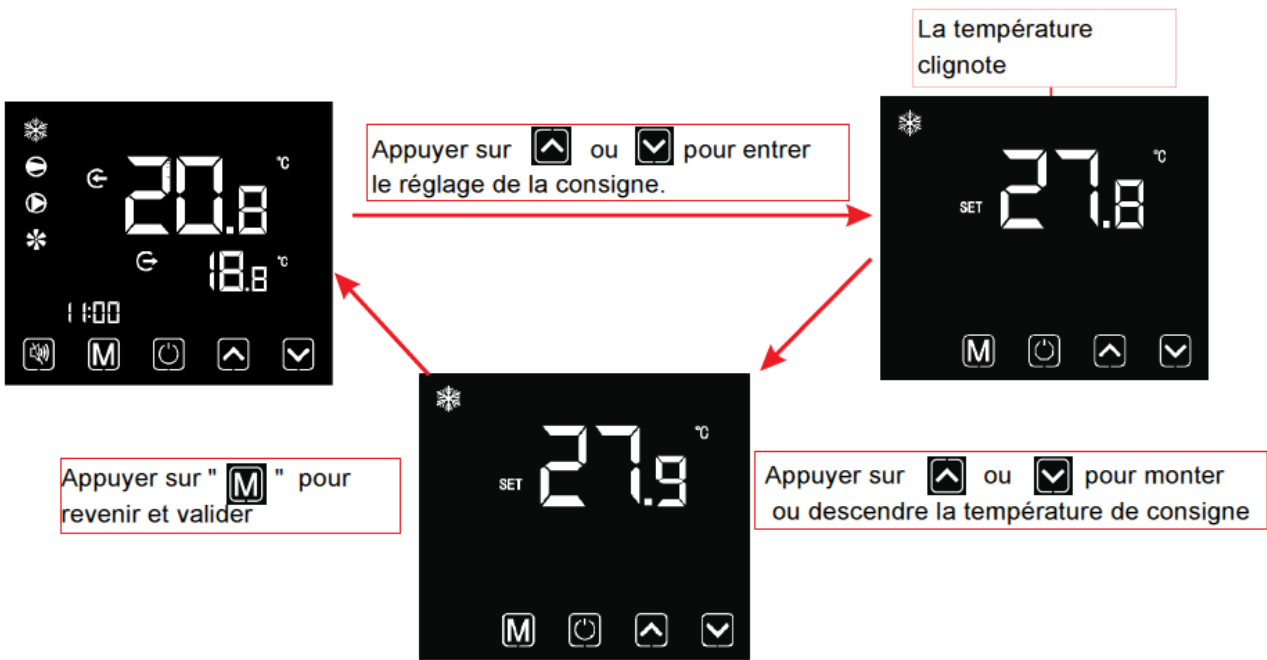 La température
clignote
20.8 °C
18.8 °C
11:00
M
Appuyer sur ou pour entrer
le réglage de la consigne.
SET 27.8 °C
M
Appuyer sur " M " pour
revenir et valider
SET 27.9 °C
M
Appuyer sur ou pour monter
ou descendre la température de consigne